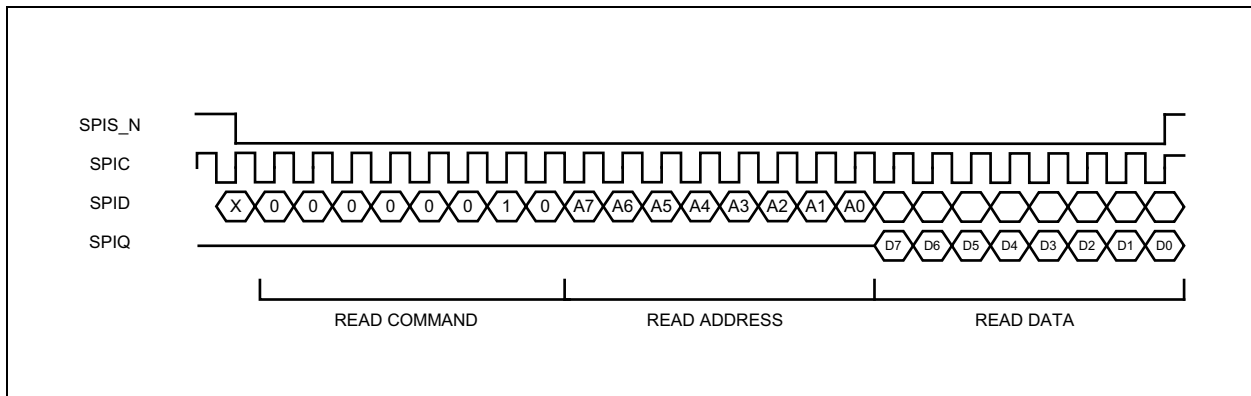 SPIS_N
SPIC
SPID X 0 0 0 0 0 0 1 0 A7 A6 A5 A4 A3 A2 A1 A0
SPIQ D7 D6 D5 D4 D3 D2 D1 D0
READ COMMAND READ ADDRESS READ DATA